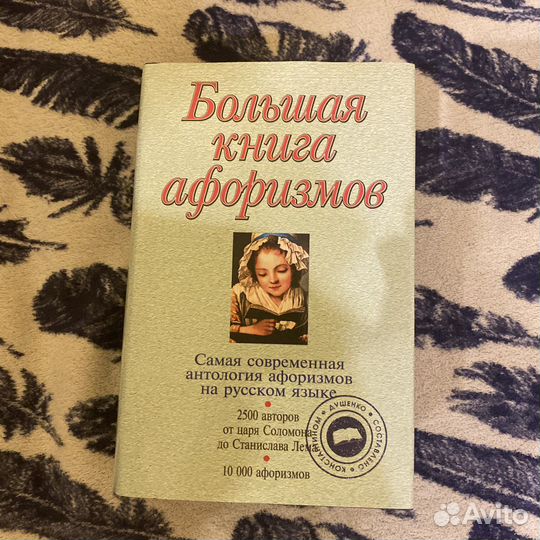 Большая
книга
афоризмов
Самая современная
антология афоризмов
на русском языке
2500 авторов
от царя Соломона
до Станислава Лема
10 000 афоризмов
СОСТАВЛЕНО КОНСТАНТИНОМ ДУШЕНКО
Avito